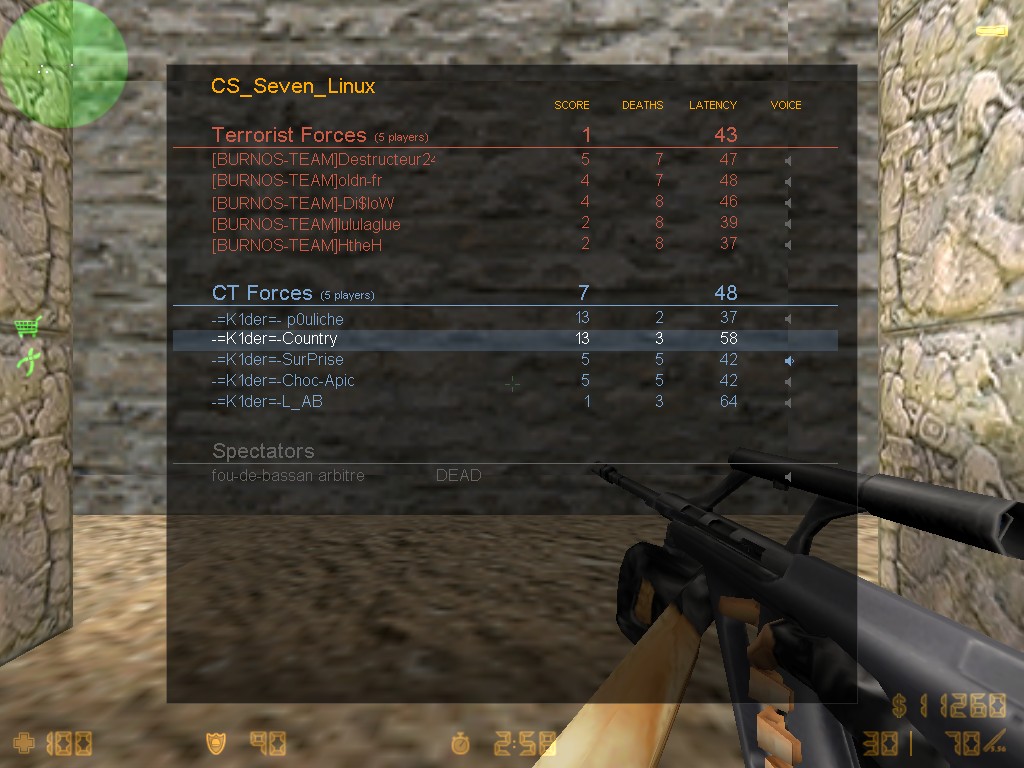 CS_Seven_Linux
SCORE DEATHS LATENCY VOICE
Terrorist Forces (5 players) 1 43
[BURNOS-TEAM]Destructeur24 5 7 47
[BURNOS-TEAM]oldn-fr 4 7 48
[BURNOS-TEAM]-Di$loW 4 8 46
[BURNOS-TEAM]lululaglue 2 8 39
[BURNOS-TEAM]HtheH 2 8 37
CT Forces (5 players) 7 48
-=K1der=- p0uliche 13 2 37
-=K1der=-Country 13 3 58
-=K1der=-SurPrise 5 5 42
-=K1der=-Choc-Apic 5 5 42
-=K1der=-L_AB 1 3 64
Spectators
fou-de-bassan arbitre DEAD
$ 11260
100 90 2:58 30 | 70 5.56